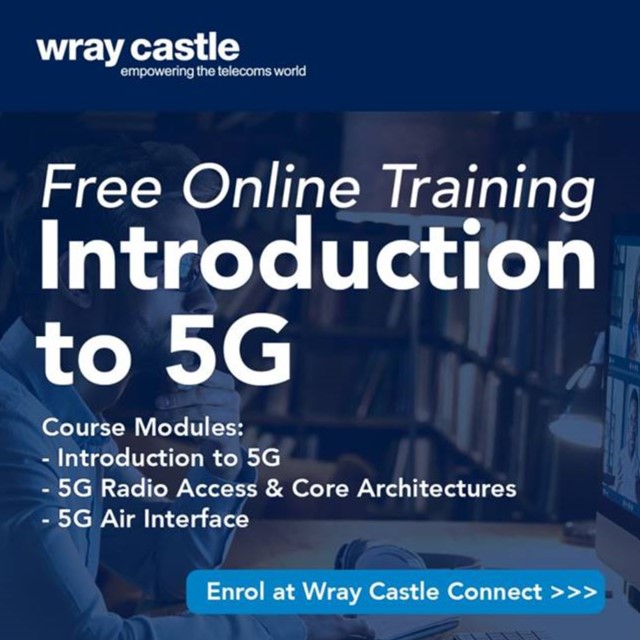 wray castle
empowering the telecoms world
Free Online Training
Introduction
to 5G
Course Modules:
- Introduction to 5G
- 5G Radio Access & Core Architectures
- 5G Air Interface
Enrol at Wray Castle Connect >>>